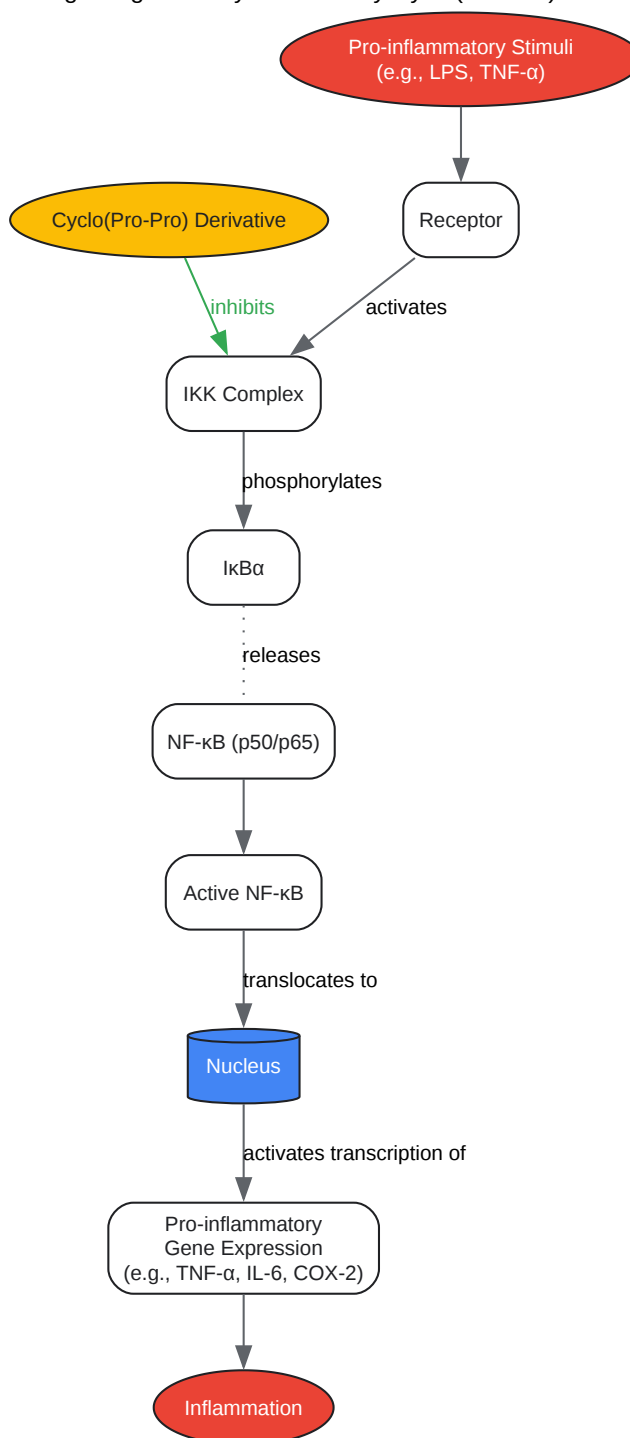 Pro-inflammatory Stimuli
(e.g., LPS, TNF-α)
Cyclo(Pro-Pro) Derivative
Receptor
inhibits
activates
IKK Complex
phosphorylates
IκBα
releases
NF-κB (p50/p65)
Active NF-κB
translocates to
Nucleus
activates transcription of
Pro-inflammatory
Gene Expression
(e.g., TNF-α, IL-6, COX-2)
Inflammation